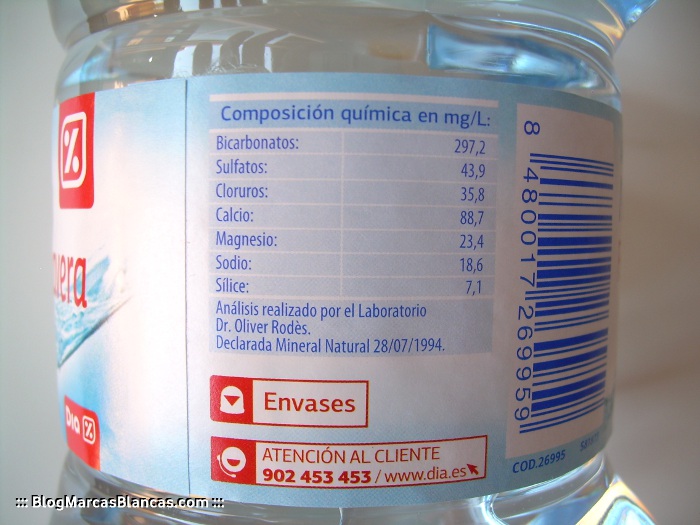 Composición química en mg/L:
Bicarbonatos: 297,2
Sulfatos: 43,9
Cloruros: 35,8
Calcio: 88,7
Magnesio: 23,4
Sodio: 18,6
Sílice: 7,1
Análisis realizado por el Laboratorio
Dr. Oliver Rodès.
Declarada Mineral Natural 28/07/1994.
Envases
ATENCIÓN AL CLIENTE
902 453 453 / www.dia.es
Dia %
8 480017 269959
COD.26995
::: BlogMarcasBlancas.com :::